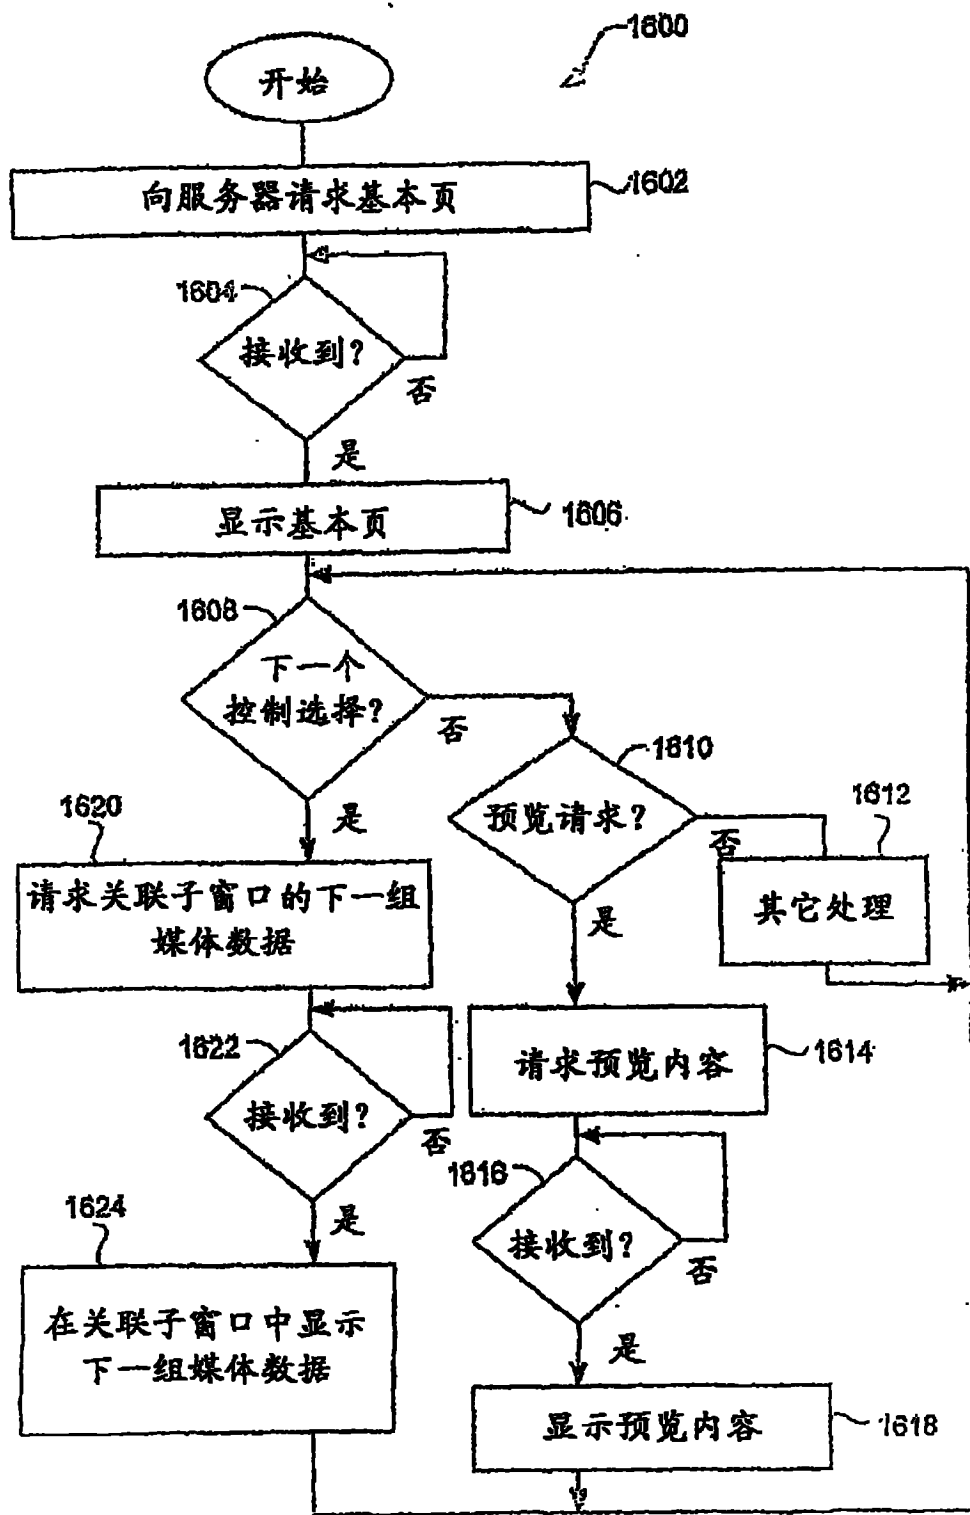 1600
开始
向服务器请求基本页
1602
1604
接收到?
否
是
显示基本页
1606
1608
下一个
控制选择?
否
是
1610
预览请求?
否
是
1612
其它处理
1620
请求关联子窗口的下一组
媒体数据
1614
请求预览内容
1622
接收到?
否
是
1616
接收到?
否
是
1624
在关联子窗口中显示
下一组媒体数据
显示预览内容
1618